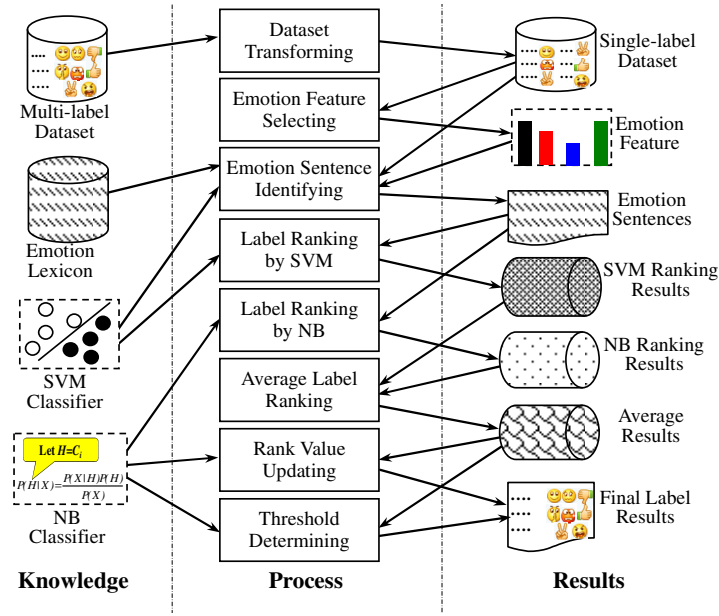 Multi-label
Dataset
Emotion
Lexicon
SVM
Classifier
Let H=Ci
P(H\X)=P(X\H)P(H)
P(X)
NB
Classifier
Knowledge
Dataset
Transforming
Emotion Feature
Selecting
Emotion Sentence
Identifying
Label Ranking
by SVM
Label Ranking
by NB
Average Label
Ranking
Rank Value
Updating
Threshold
Determining
Process
Single-label
Dataset
Emotion
Feature
Emotion
Sentences
SVM Ranking
Results
NB Ranking
Results
Average
Results
Final Label
Results
Results